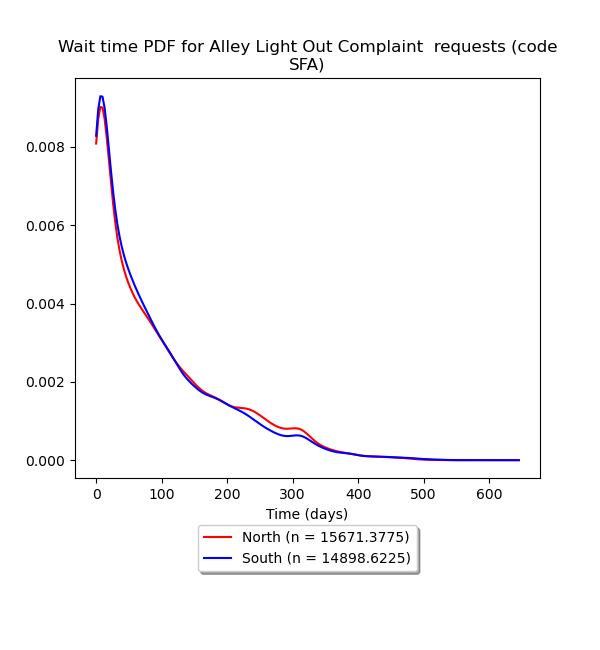 Wait time PDF for Alley Light Out Complaint  requests (code
SFA)
0.008
0.006
0.004
0.002
0.000
0 100 200 300 400 500 600
Time (days)
North (n = 15671.3775)
South (n = 14898.6225)